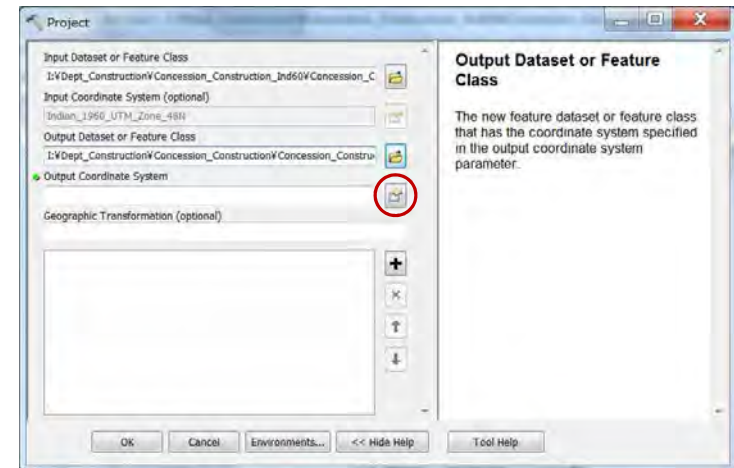 Project
Input Dataset or Feature Class
I:¥Dept_Construction¥Concession_Construction_Ind60¥Concession_C
Input Coordinate System (optional)
Indian_1960_UTM_Zone_48N
Output Dataset or Feature Class
I:¥Dept_Construction¥Concession_Construction¥Concession_Constru
Output Coordinate System
Geographic Transformation (optional)
OK
Cancel
Environments...
<< Hide Help
Output Dataset or Feature
Class
The new feature dataset or feature class
that has the coordinate system specified
in the output coordinate system
parameter.
Tool Help